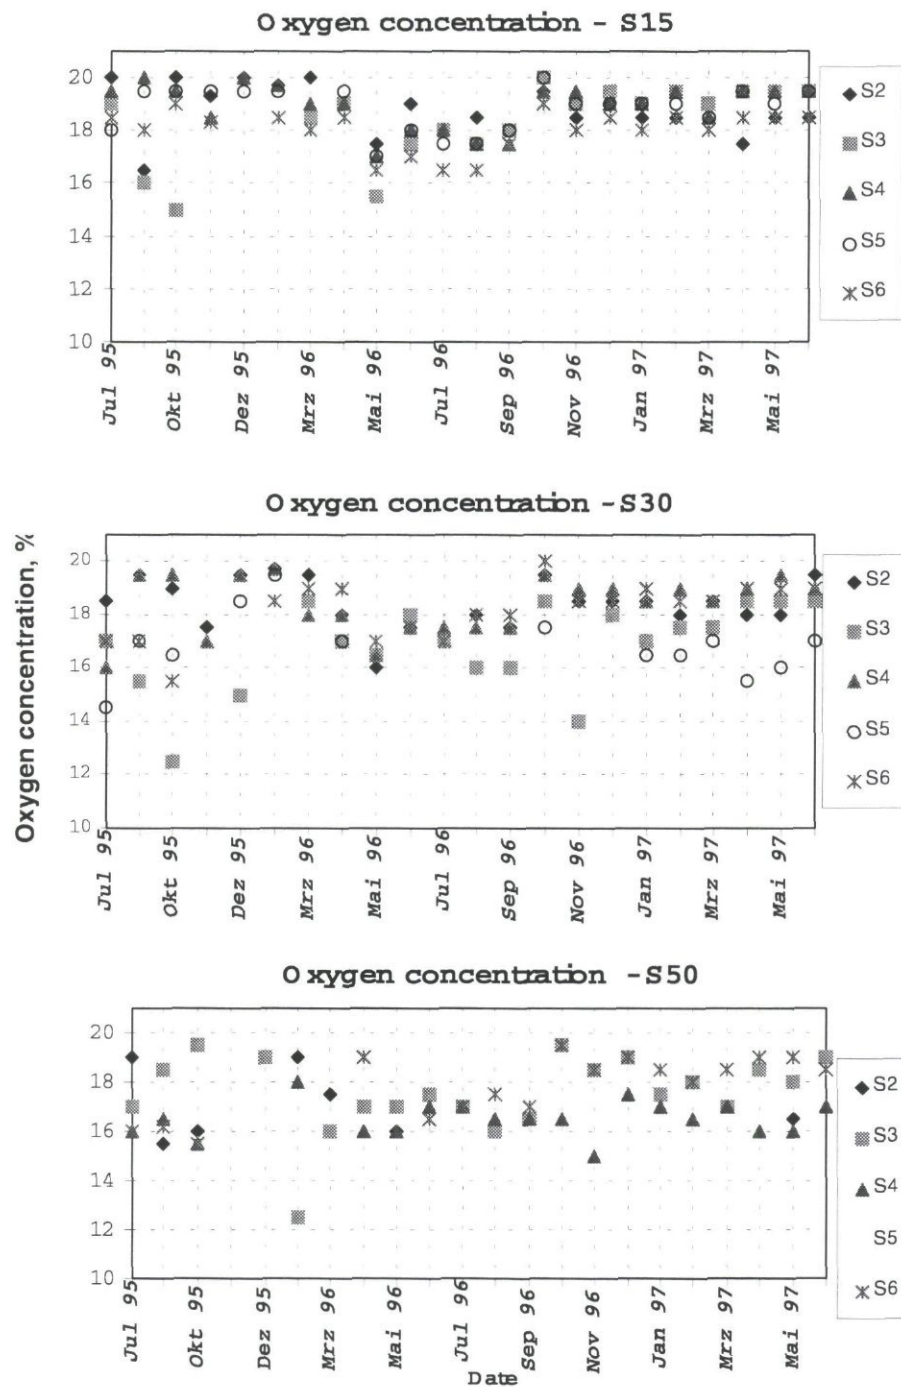 Oxygen concentration - S15
20
18
16
14
12
10
Jul 95
Okt 95
Dez 95
Mrz 96
Mai 96
Jul 96
Sep 96
Nov 96
Jan 97
Mrz 97
Mai 97
S2
S3
S4
S5
S6
Oxygen concentration, %
Oxygen concentration -S30
20
18
16
14
12
10
Jul 95
Okt 95
Dez 95
Mrz 96
Mai 96
Jul 96
Sep 96
Nov 96
Jan 97
Mrz 97
Mai 97
S2
S3
S4
S5
S6
Oxygen concentration -S50
20
18
16
14
12
10
Jul 95
Okt 95
Dez 95
Mrz 96
Mai 96
Jul 96
Sep 96
Nov 96
Jan 97
Mrz 97
Mai 97
Date
S2
S3
S4
S5
S6